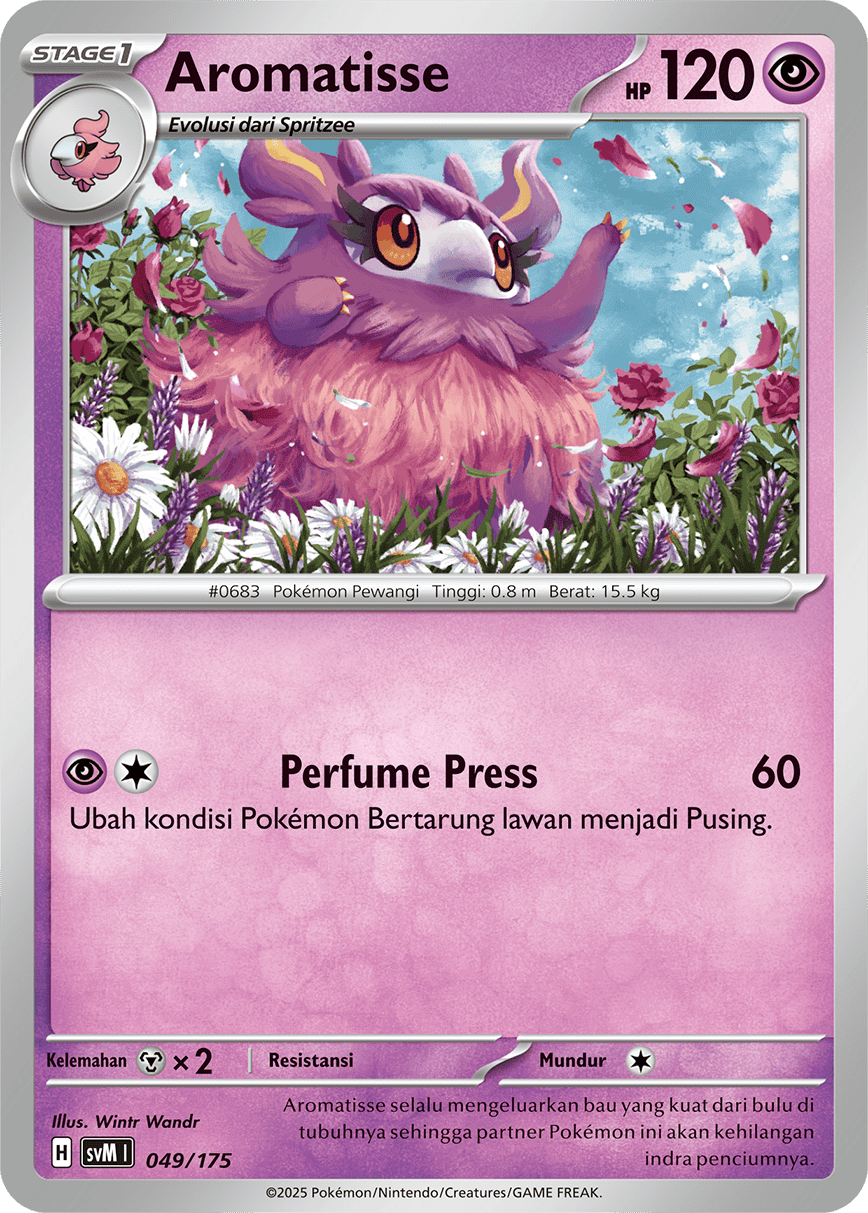 STAGE1 Aromatisse HP 120
Evolusi dari Spritzee
#0683 Pokémon Pewangi Tinggi: 0.8 m Berat: 15.5 kg
Perfume Press 60
Ubah kondisi Pokémon Bertarung lawan menjadi Pusing.
Kelemahan ×2 Resistansi Mundur
Illus. Wintr Wandr
H svM I 049/175
Aromatisse selalu mengeluarkan bau yang kuat dari bulu di
tubuhnya sehingga partner Pokémon ini akan kehilangan
indra penciumnya.
©2025 Pokémon/Nintendo/Creatures/GAME FREAK.